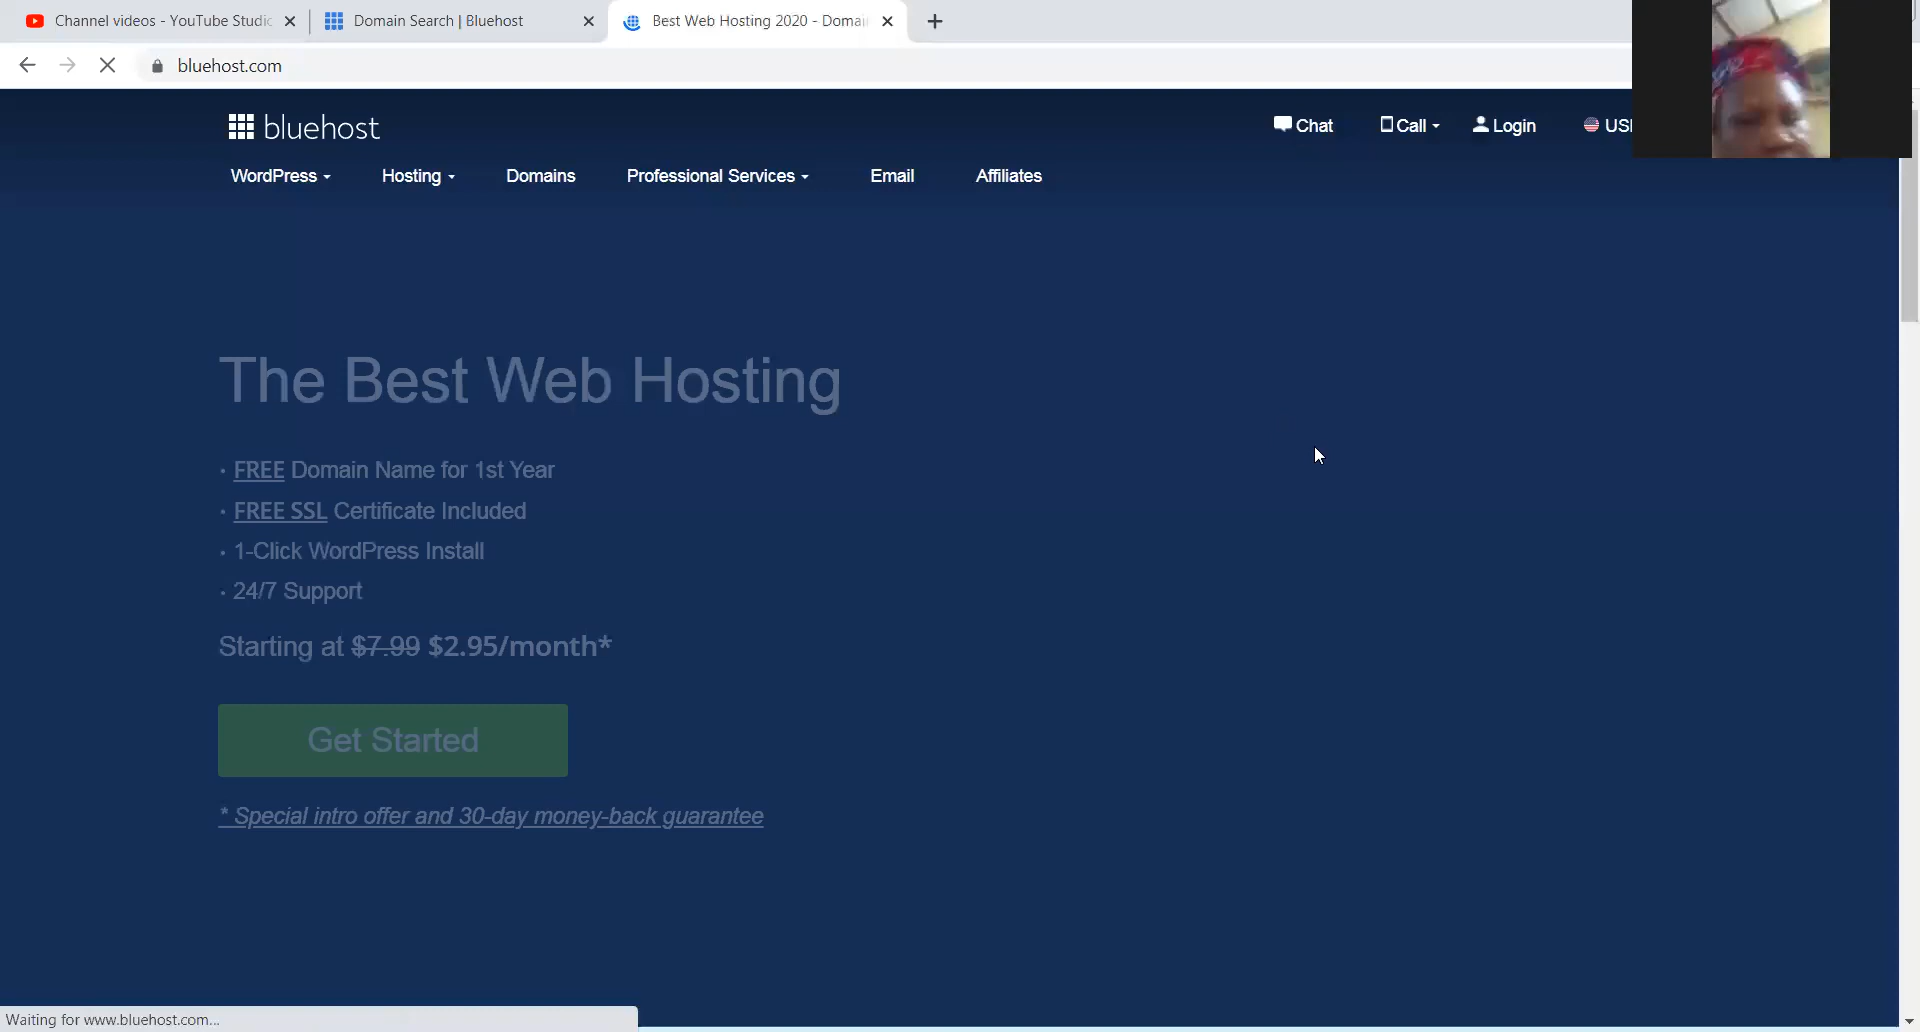 Channel videos - YouTube Studio
Domain Search | Bluehost
Best Web Hosting 2020 - Domai
bluehost.com
bluehost
Chat
Call
Login
WordPress
Hosting
Domains
Professional Services
Email
Affiliates
The Best Web Hosting
· FREE Domain Name for 1st Year
· FREE SSL Certificate Included
· 1-Click WordPress Install
· 24/7 Support
Starting at $7.99 $2.95/month*
Get Started
* Special intro offer and 30-day money-back guarantee
Waiting for www.bluehost.com...